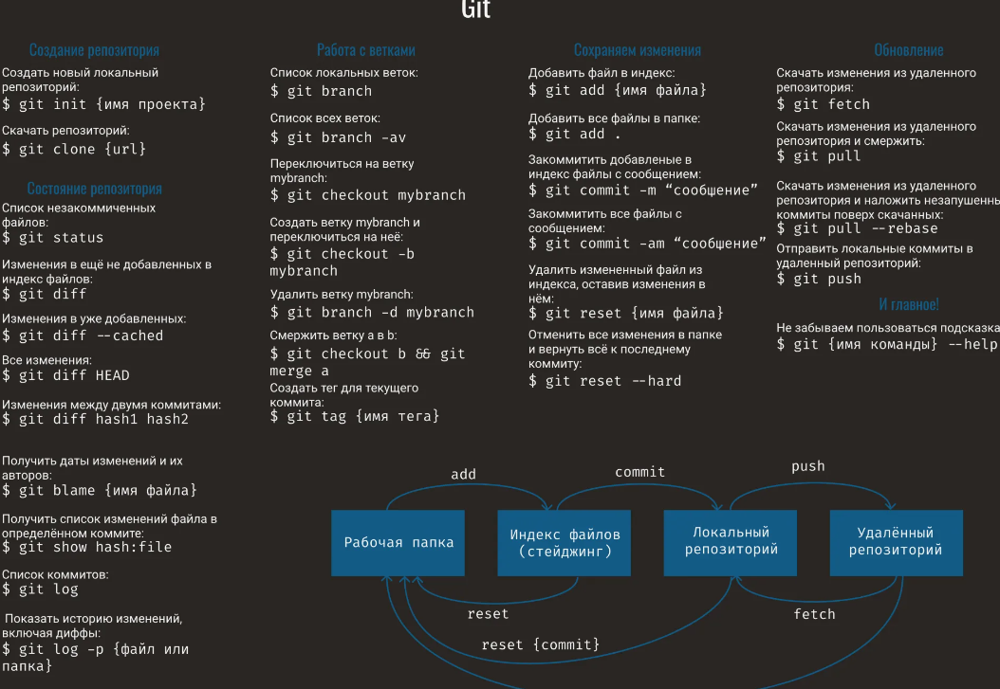 Git
Создание репозитория
Создать новый локальный
репозиторий:
$ git init {имя проекта}
Скачать репозиторий:
$ git clone {url}
Состояние репозитория
Список незакоммиченных
файлов:
$ git status
Изменения в ещё не добавленных в
индекс файлов:
$ git diff
Изменения в уже добавленных:
$ git diff --cached
Все изменения:
$ git diff HEAD
Изменения между двумя коммитами:
$ git diff hash1 hash2
Получить даты изменений и их
авторов:
$ git blame {имя файла}
Получить список изменений файла в
определённом коммите:
$ git show hash:file
Список коммитов:
$ git log
Показать историю изменений,
включая диффы:
$ git log -p {файл или
папка}
Работа с ветками
Список локальных веток:
$ git branch
Список всех веток:
$ git branch -av
Переключиться на ветку
mybranch:
$ git checkout mybranch
Создать ветку mybranch и
переключиться на неё:
$ git checkout -b
mybranch
Удалить ветку mybranch:
$ git branch -d mybranch
Смержить ветку a в b:
$ git checkout b && git
merge a
Создать тег для текущего
коммита:
$ git tag {имя тега}
Сохраняем изменения
Добавить файл в индекс:
$ git add {имя файла}
Добавить все файлы в папке:
$ git add .
Закоммитить добавленые в
индекс файлы с сообщением:
$ git commit -m “сообщение”
Закоммитить все файлы с
сообщением:
$ git commit -am “сообщение”
Удалить измененный файл из
индекса, оставив изменения в
нём:
$ git reset {имя файла}
Отменить все изменения в папке
и вернуть всё к последнему
коммиту:
$ git reset --hard
Обновление
Скачать изменения из удаленного
репозитория:
$ git fetch
Скачать изменения из удаленного
репозитория и смержить:
$ git pull
Скачать изменения из удаленного
репозитория и наложить незапушенны
коммиты поверх скачанных:
$ git pull --rebase
Отправить локальные коммиты в
удаленный репозиторий:
$ git push
И главное!
Не забываем пользоваться подсказка
$ git {имя команды} --help
add
commit
push
Рабочая папка
Индекс файлов
(стейджинг)
Локальный
репозиторий
Удалённый
репозиторий
reset
fetch
reset {commit}